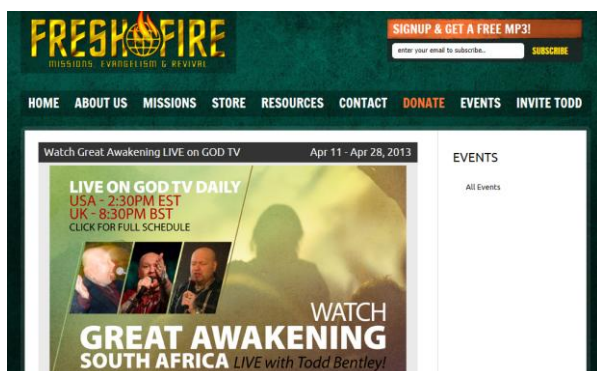 FRESH FIRE
MISSIONS, EVANGELISM & REVIVAL
SIGNUP & GET A FREE MP3!
enter your email to subscribe..
SUBSCRIBE
HOME ABOUT US MISSIONS STORE RESOURCES CONTACT DONATE EVENTS INVITE TODD
Watch Great Awakening LIVE on GOD TV Apr 11 - Apr 28, 2013
LIVE ON GOD TV DAILY
USA - 2:30PM EST
UK - 8:30PM BST
CLICK FOR FULL SCHEDULE
WATCH
GREAT AWAKENING
SOUTH AFRICA LIVE with Todd Bentley!
EVENTS
All Events